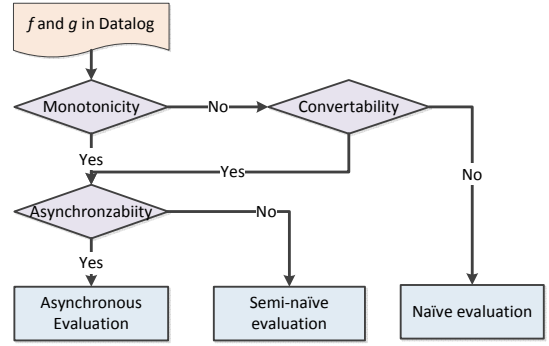 f and g in Datalog
Monotonicity
No
Convertability
Yes
Yes
No
Asynchronzabiity
No
Yes
Asynchronous
Evaluation
Semi-naïve
evaluation
Naïve evaluation